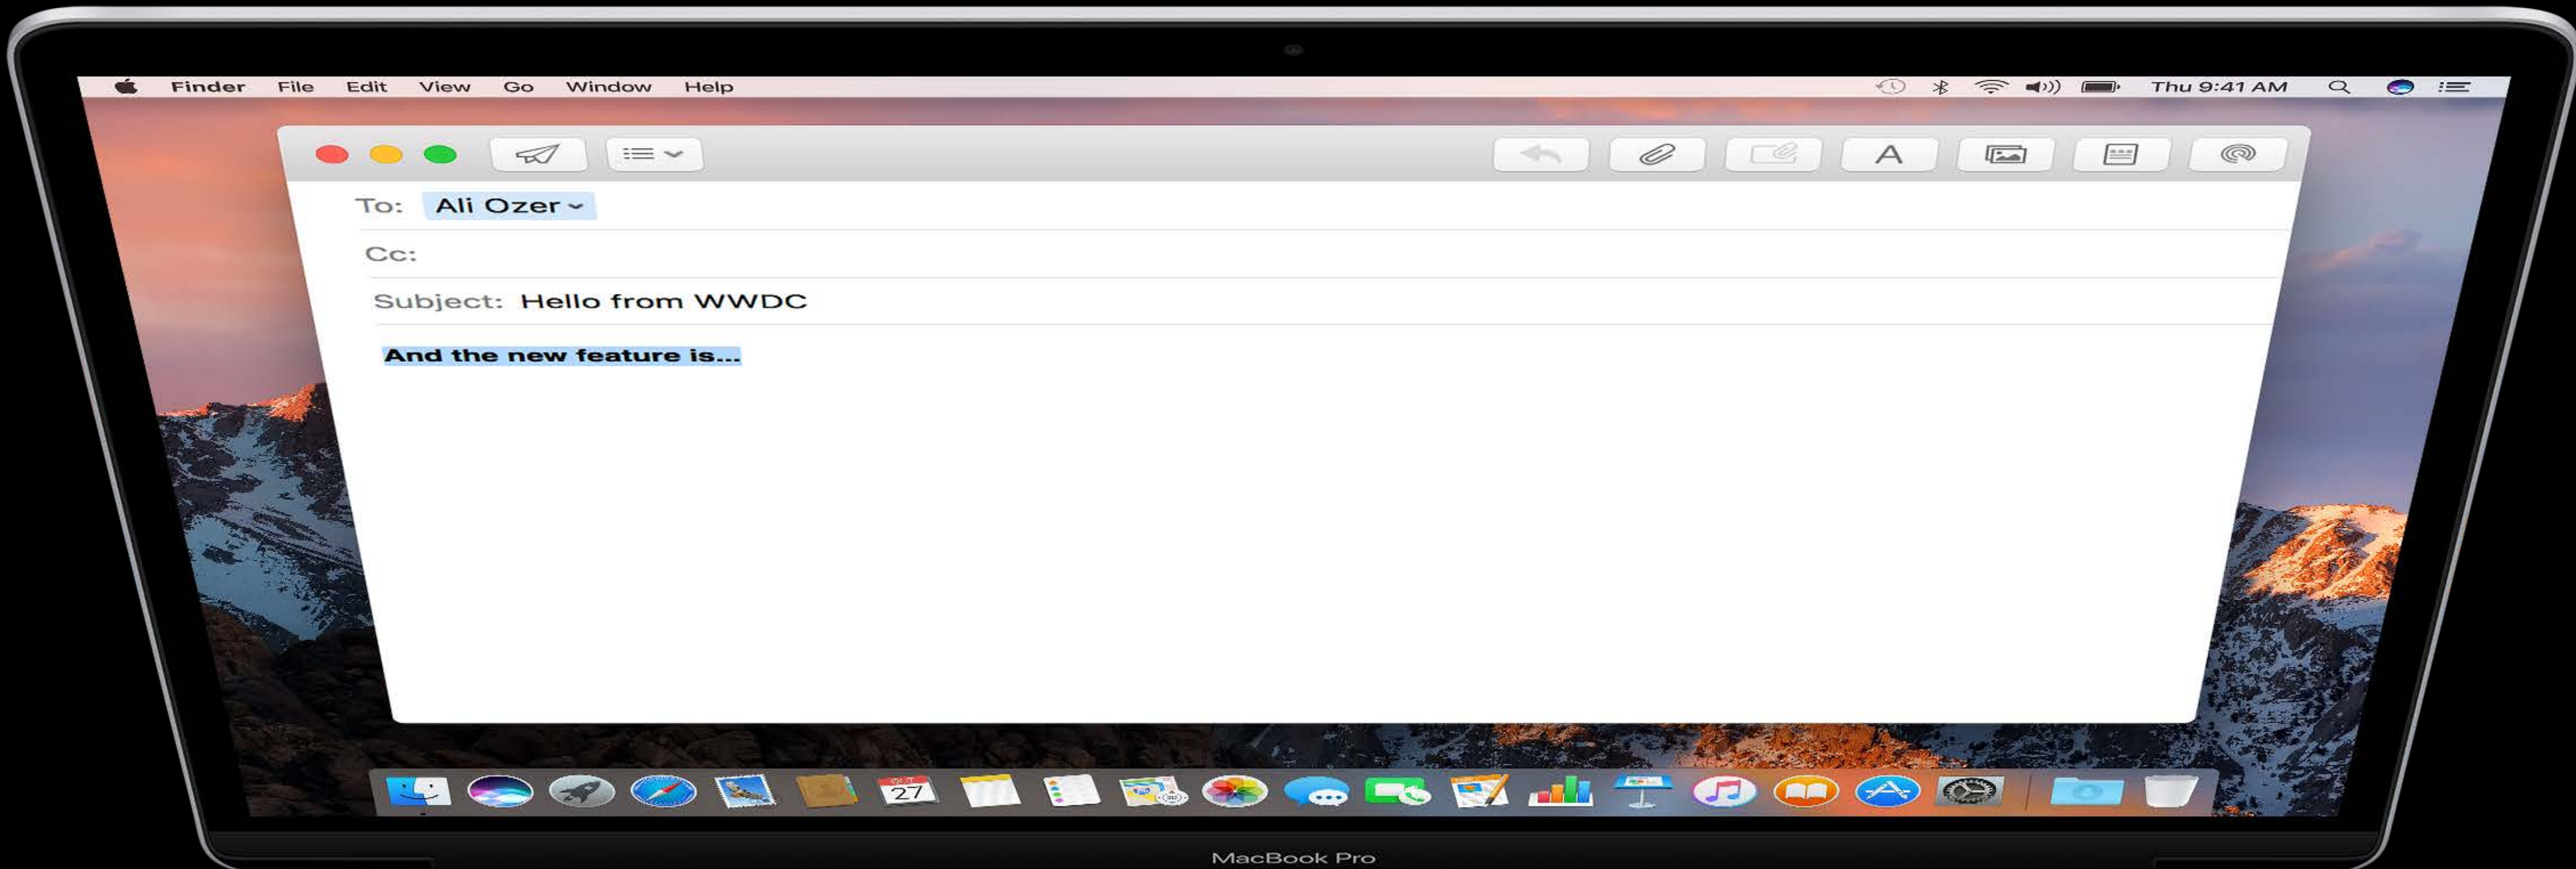 Finder File Edit View Go Window Help Thu 9:41 AM
To: Ali Ozer
Cc:
Subject: Hello from WWDC
And the new feature is...
OCT
27
MacBook Pro